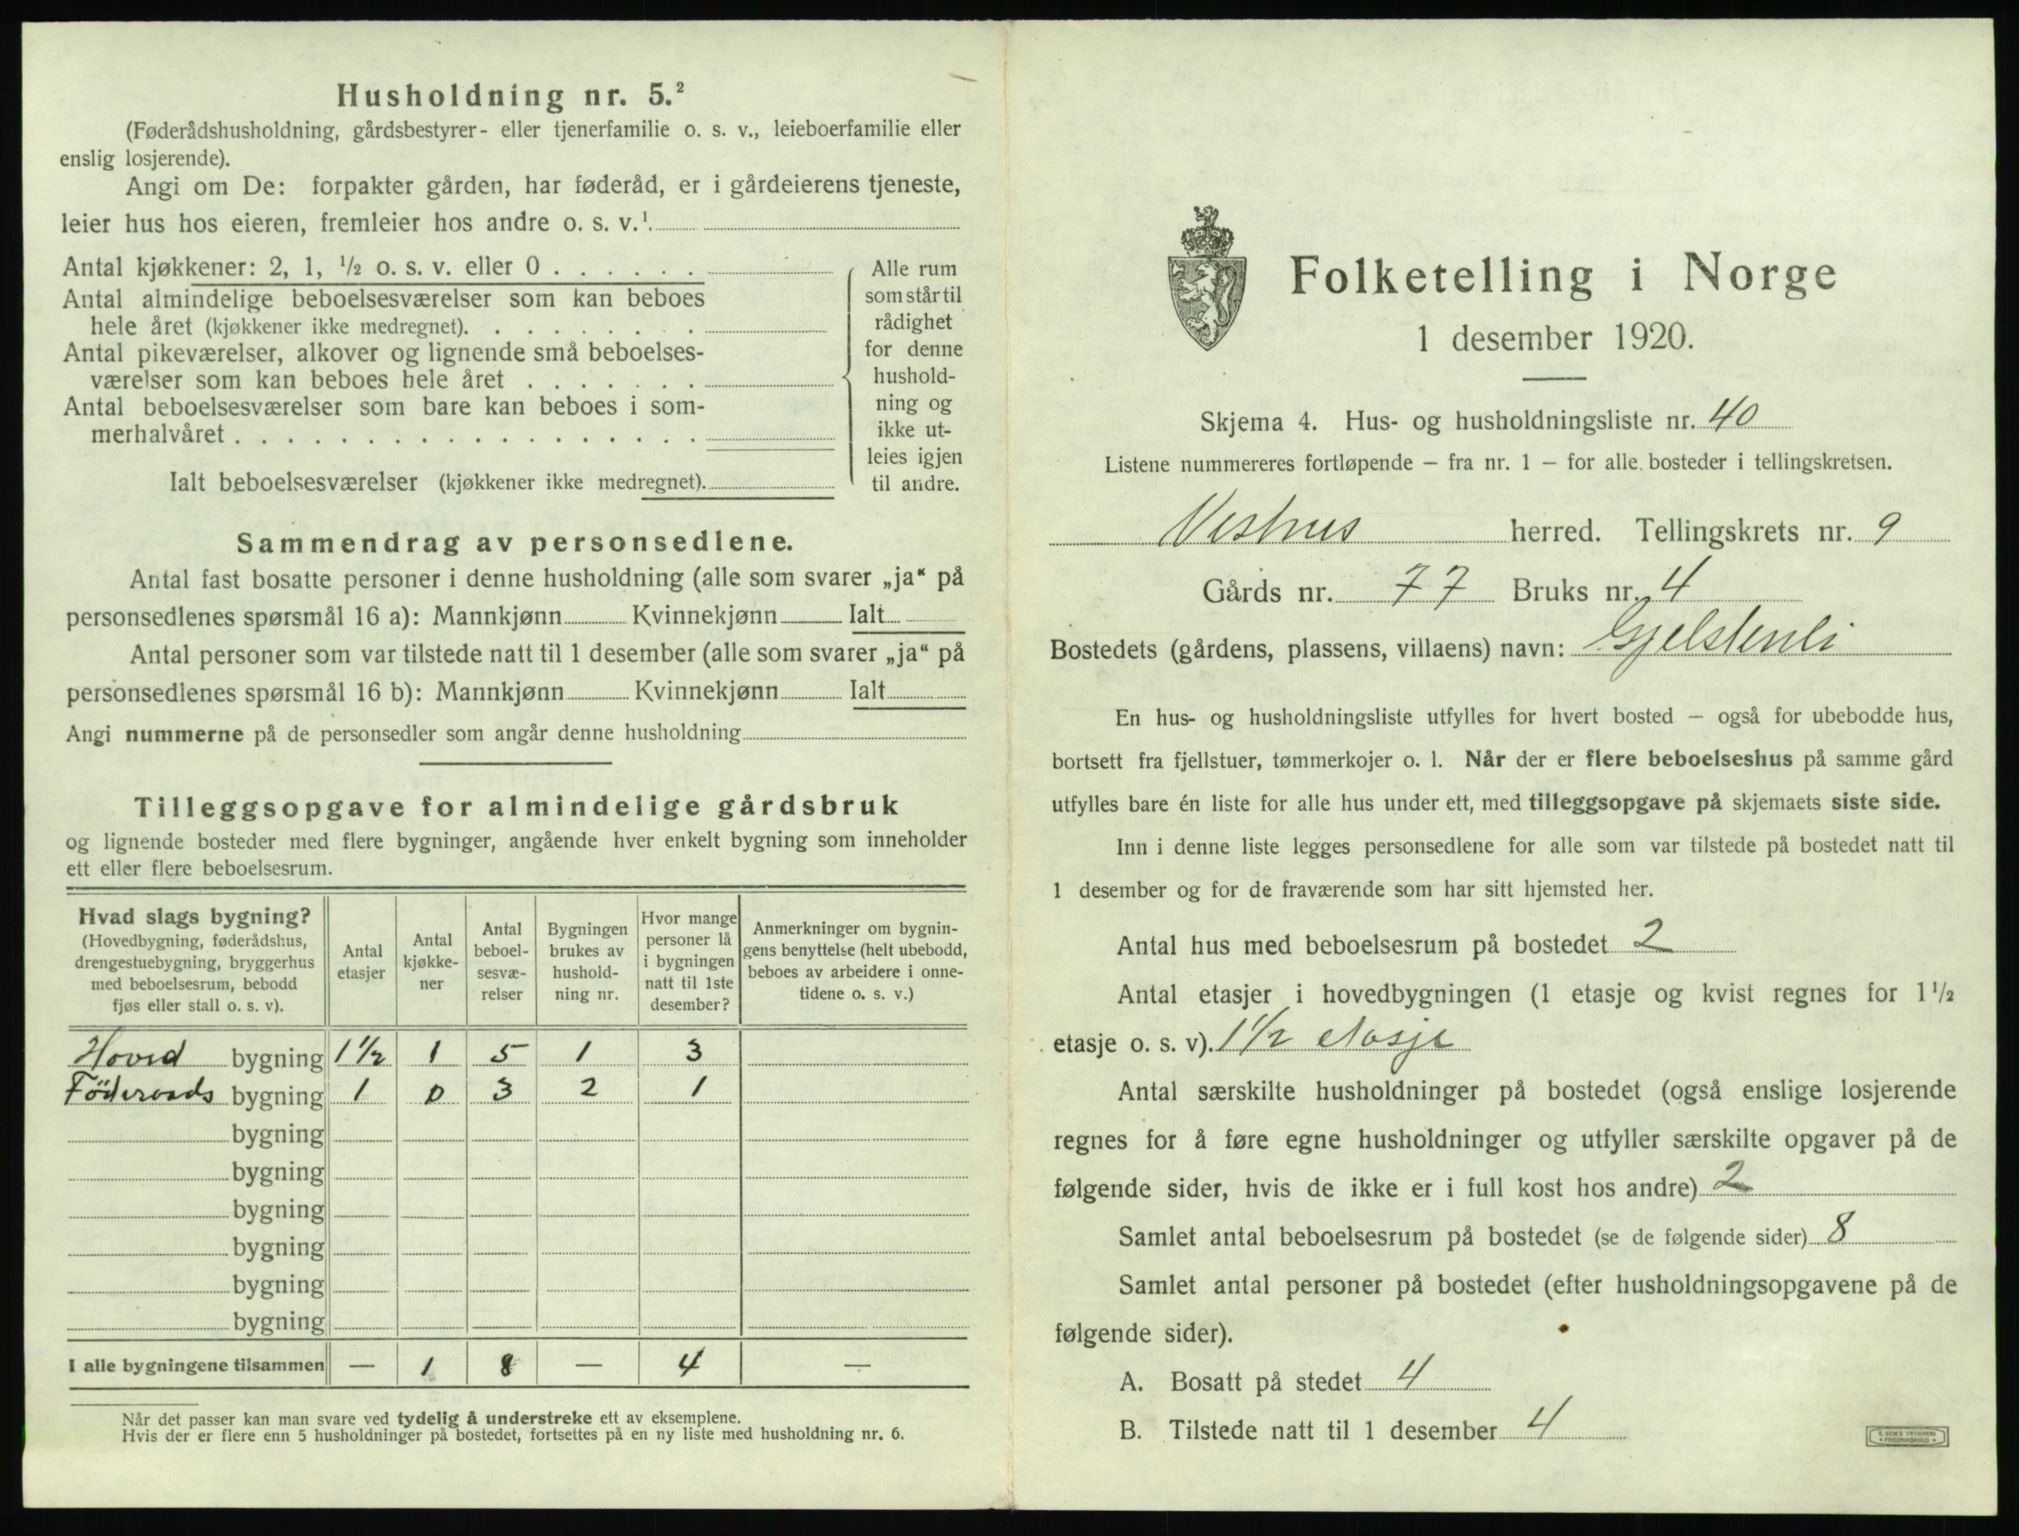 Husholdning nr. 5.²
(Føderådshusholdning, gårdsbestyrer- eller tjenerfamilie o. s. v., leieboerfamilie eller
enslig losjerende).
Angi om De: forpakter gården, har føderåd, er i gårdeierens tjeneste,
leier hus hos eieren, fremleier hos andre o. s. v.¹
Antal kjøkkener: 2, 1, ½ o. s. v. eller 0 . . . . . .
Antal almindelige beboelsesværelser som kan beboes
hele året (kjøkkener ikke medregnet). . . . . . . . .
Antal pikeværelser, alkover og lignende små beboelses-
værelser som kan beboes hele året . . . . . . .
Antal beboelsesværelser som bare kan beboes i som-
merhalvåret . . . . . . . . . . . . . . . . . .
Ialt beboelsesværelser (kjøkkener ikke medregnet).
Alle rum
som står til
rådighet
for denne
hushold-
ning og
ikke ut-
leies igjen
til andre.
Sammendrag av personsedlene.
Antal fast bosatte personer i denne husholdning (alle som svarer „ja“ på
personsedlenes spørsmål 16 a): Mannkjønn Kvinnekjønn Ialt
Antal personer som var tilstede natt til 1 desember (alle som svarer „ja“ på
personsedlenes spørsmål 16 b): Mannkjønn Kvinnekjønn Ialt
Angi nummerne på de personsedler som angår denne husholdning
Tilleggsopgave for almindelige gårdsbruk
og lignende bosteder med flere bygninger, angående hver enkelt bygning som inneholder
ett eller flere beboelsesrum.
Hvad slags bygning?
(Hovedbygning, føderådshus,
drengestuebygning, bryggerhus
med beboelsesrum, bebodd
fjøs eller stall o. s. v).
Antal
etasjer
Antal
kjøkke-
ner
Antal
beboel-
sesvæ-
relser
Bygningen
brukes av
hushold-
ning nr.
Hvor mange
personer lå
i bygningen
natt til 1ste
desember?
Anmerkninger om bygnin-
gens benyttelse (helt ubebodd,
beboes av arbeidere i onne-
tidene o. s. v.)
Hoved bygning 1½ 1 5 1 3
Föderaads bygning 1 0 3 2 1
bygning
bygning
bygning
bygning
bygning
bygning
I alle bygningene tilsammen — 1 8 — 4 —
Når det passer kan man svare ved tydelig å understreke ett av eksemplene.
Hvis der er flere enn 5 husholdninger på bostedet, fortsettes på en ny liste med husholdning nr. 6.
Folketelling i Norge
1 desember 1920.
Skjema 4. Hus- og husholdningsliste nr. 40
Listene nummereres fortløpende – fra nr. 1 – for alle bosteder i tellingskretsen.
Vestnes herred. Tellingskrets nr. 9
Gårds nr. 77 Bruks nr. 4
Bostedets (gårdens, plassens, villaens) navn: Gjelstenli
En hus- og husholdningsliste utfylles for hvert bosted – også for ubebodde hus,
bortsett fra fjellstuer, tømmerkojer o. l. Når der er flere beboelseshus på samme gård
utfylles bare én liste for alle hus under ett, med tilleggsopgave på skjemaets siste side.
Inn i denne liste legges personsedlene for alle som var tilstede på bostedet natt til
1 desember og for de fraværende som har sitt hjemsted her.
Antal hus med beboelsesrum på bostedet 2
Antal etasjer i hovedbygningen (1 etasje og kvist regnes for 1½
etasje o. s. v). 1½ etasje
Antal særskilte husholdninger på bostedet (også enslige losjerende
regnes for å føre egne husholdninger og utfyller særskilte opgaver på de
følgende sider, hvis de ikke er i full kost hos andre) 2
Samlet antal beboelsesrum på bostedet (se de følgende sider) 8
Samlet antal personer på bostedet (efter husholdningsopgavene på de
følgende sider).
A. Bosatt på stedet 4
B. Tilstede natt til 1 desember 4